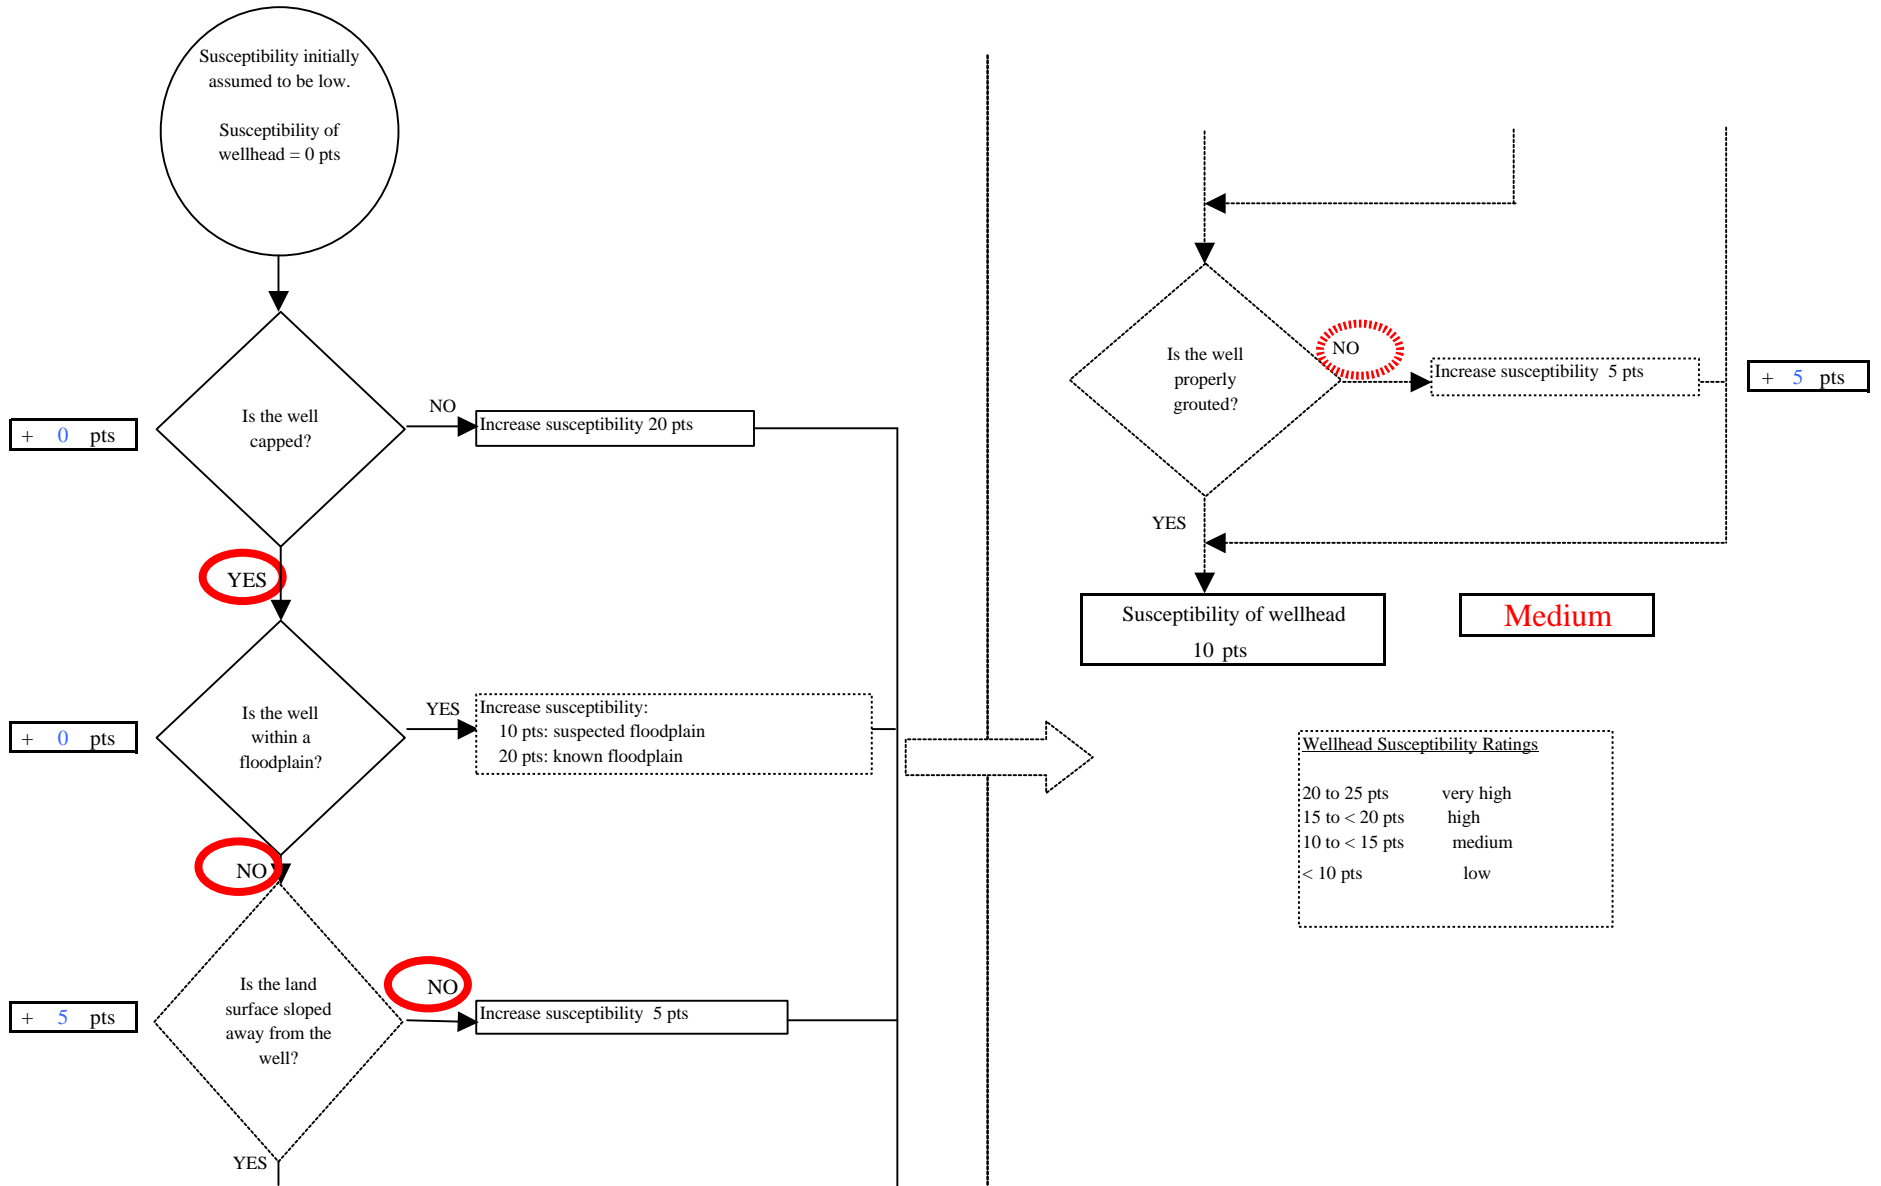 Susceptibility initially
assumed to be low.
Susceptibility of
wellhead = 0 pts
Is the well
capped?
NO
Increase susceptibility 20 pts
+ 0 pts
YES
Is the well
within a
floodplain?
YES
Increase susceptibility:
10 pts: suspected floodplain
20 pts: known floodplain
+ 0 pts
NO
Is the land
surface sloped
away from the
well?
NO
Increase susceptibility 5 pts
+ 5 pts
YES
Is the well
properly
grouted?
NO
Increase susceptibility 5 pts
+ 5 pts
YES
Susceptibility of wellhead
10 pts
Medium
Wellhead Susceptibility Ratings
20 to 25 pts very high
15 to < 20 pts high
10 to < 15 pts medium
< 10 pts low